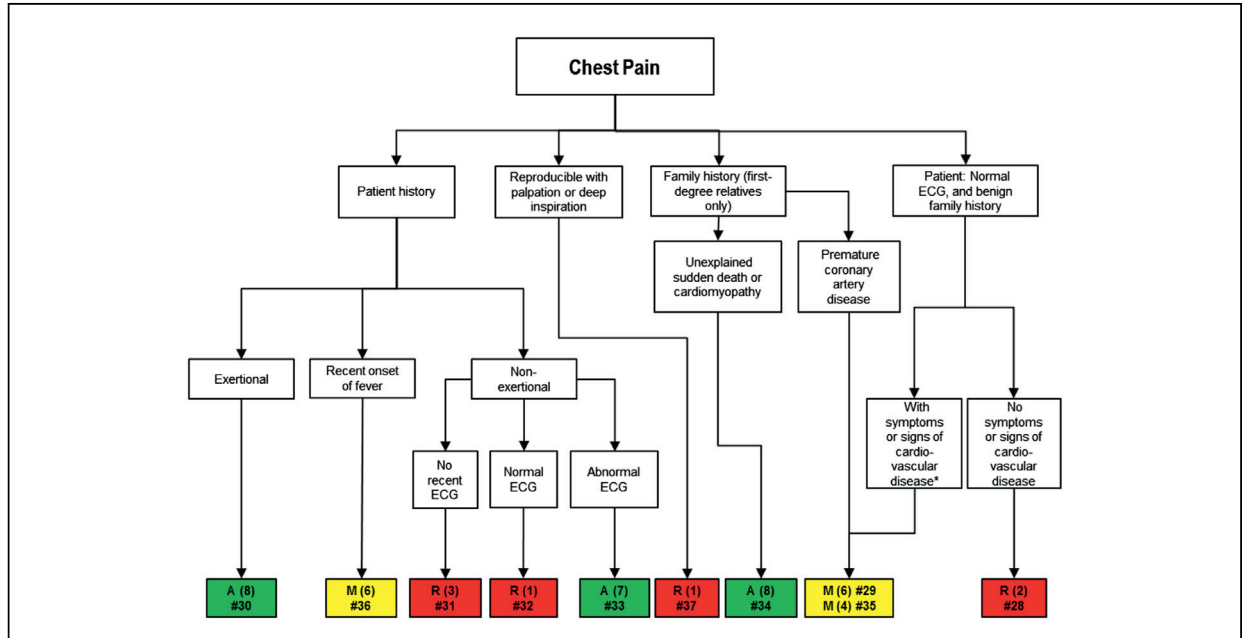 Chest Pain
Patient history
Reproducible with
palpation or deep
inspiration
Family history (first-
degree relatives
only)
Patient: Normal
ECG, and benign
family history
Unexplained
sudden death or
cardiomyopathy
Premature
coronary
artery
disease
Exertional
Recent onset
of fever
Non-
exertional
With
symptoms
or signs of
cardio-
vascular
disease*
No
symptoms
or signs of
cardio-
vascular
disease
No
recent
ECG
Normal
ECG
Abnormal
ECG
A (8)
#30
M (6)
#36
R (3)
#31
R (1)
#32
A (7)
#33
R (1)
#37
A (8)
#34
M (6) #29
M (4) #35
R (2)
#28